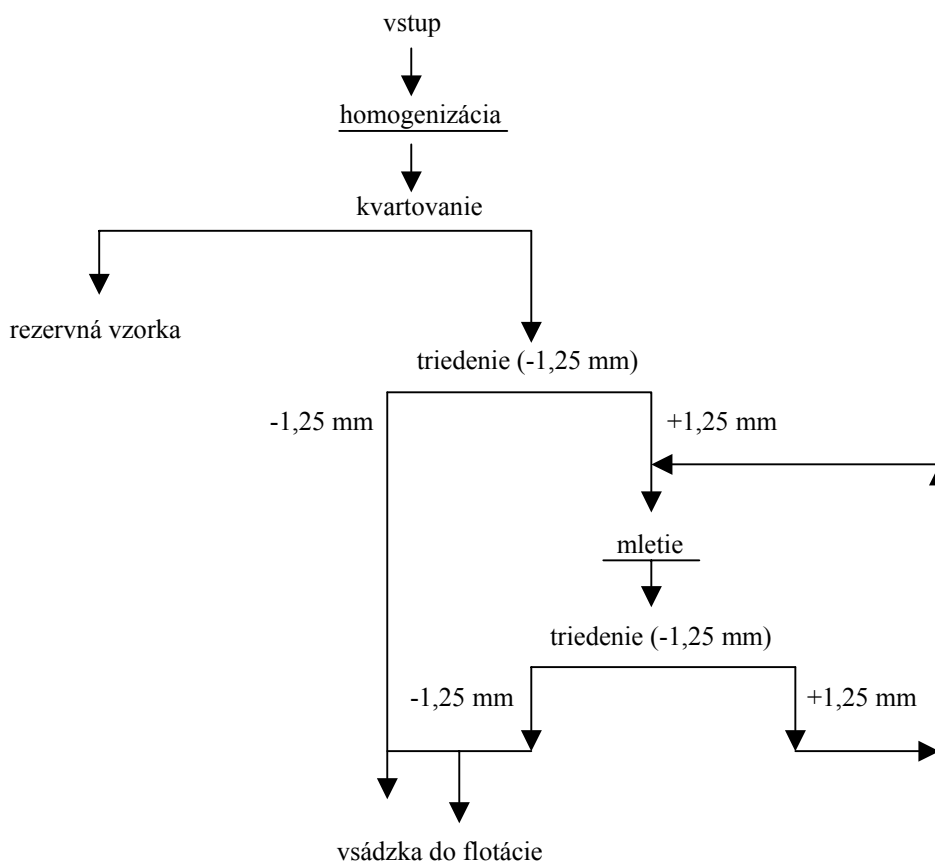 vstup
homogenizácia
kvartovanie
rezervná vzorka
triedenie (-1,25 mm)
-1,25 mm
+1,25 mm
mletie
triedenie (-1,25 mm)
-1,25 mm
+1,25 mm
vsádzka do flotácie